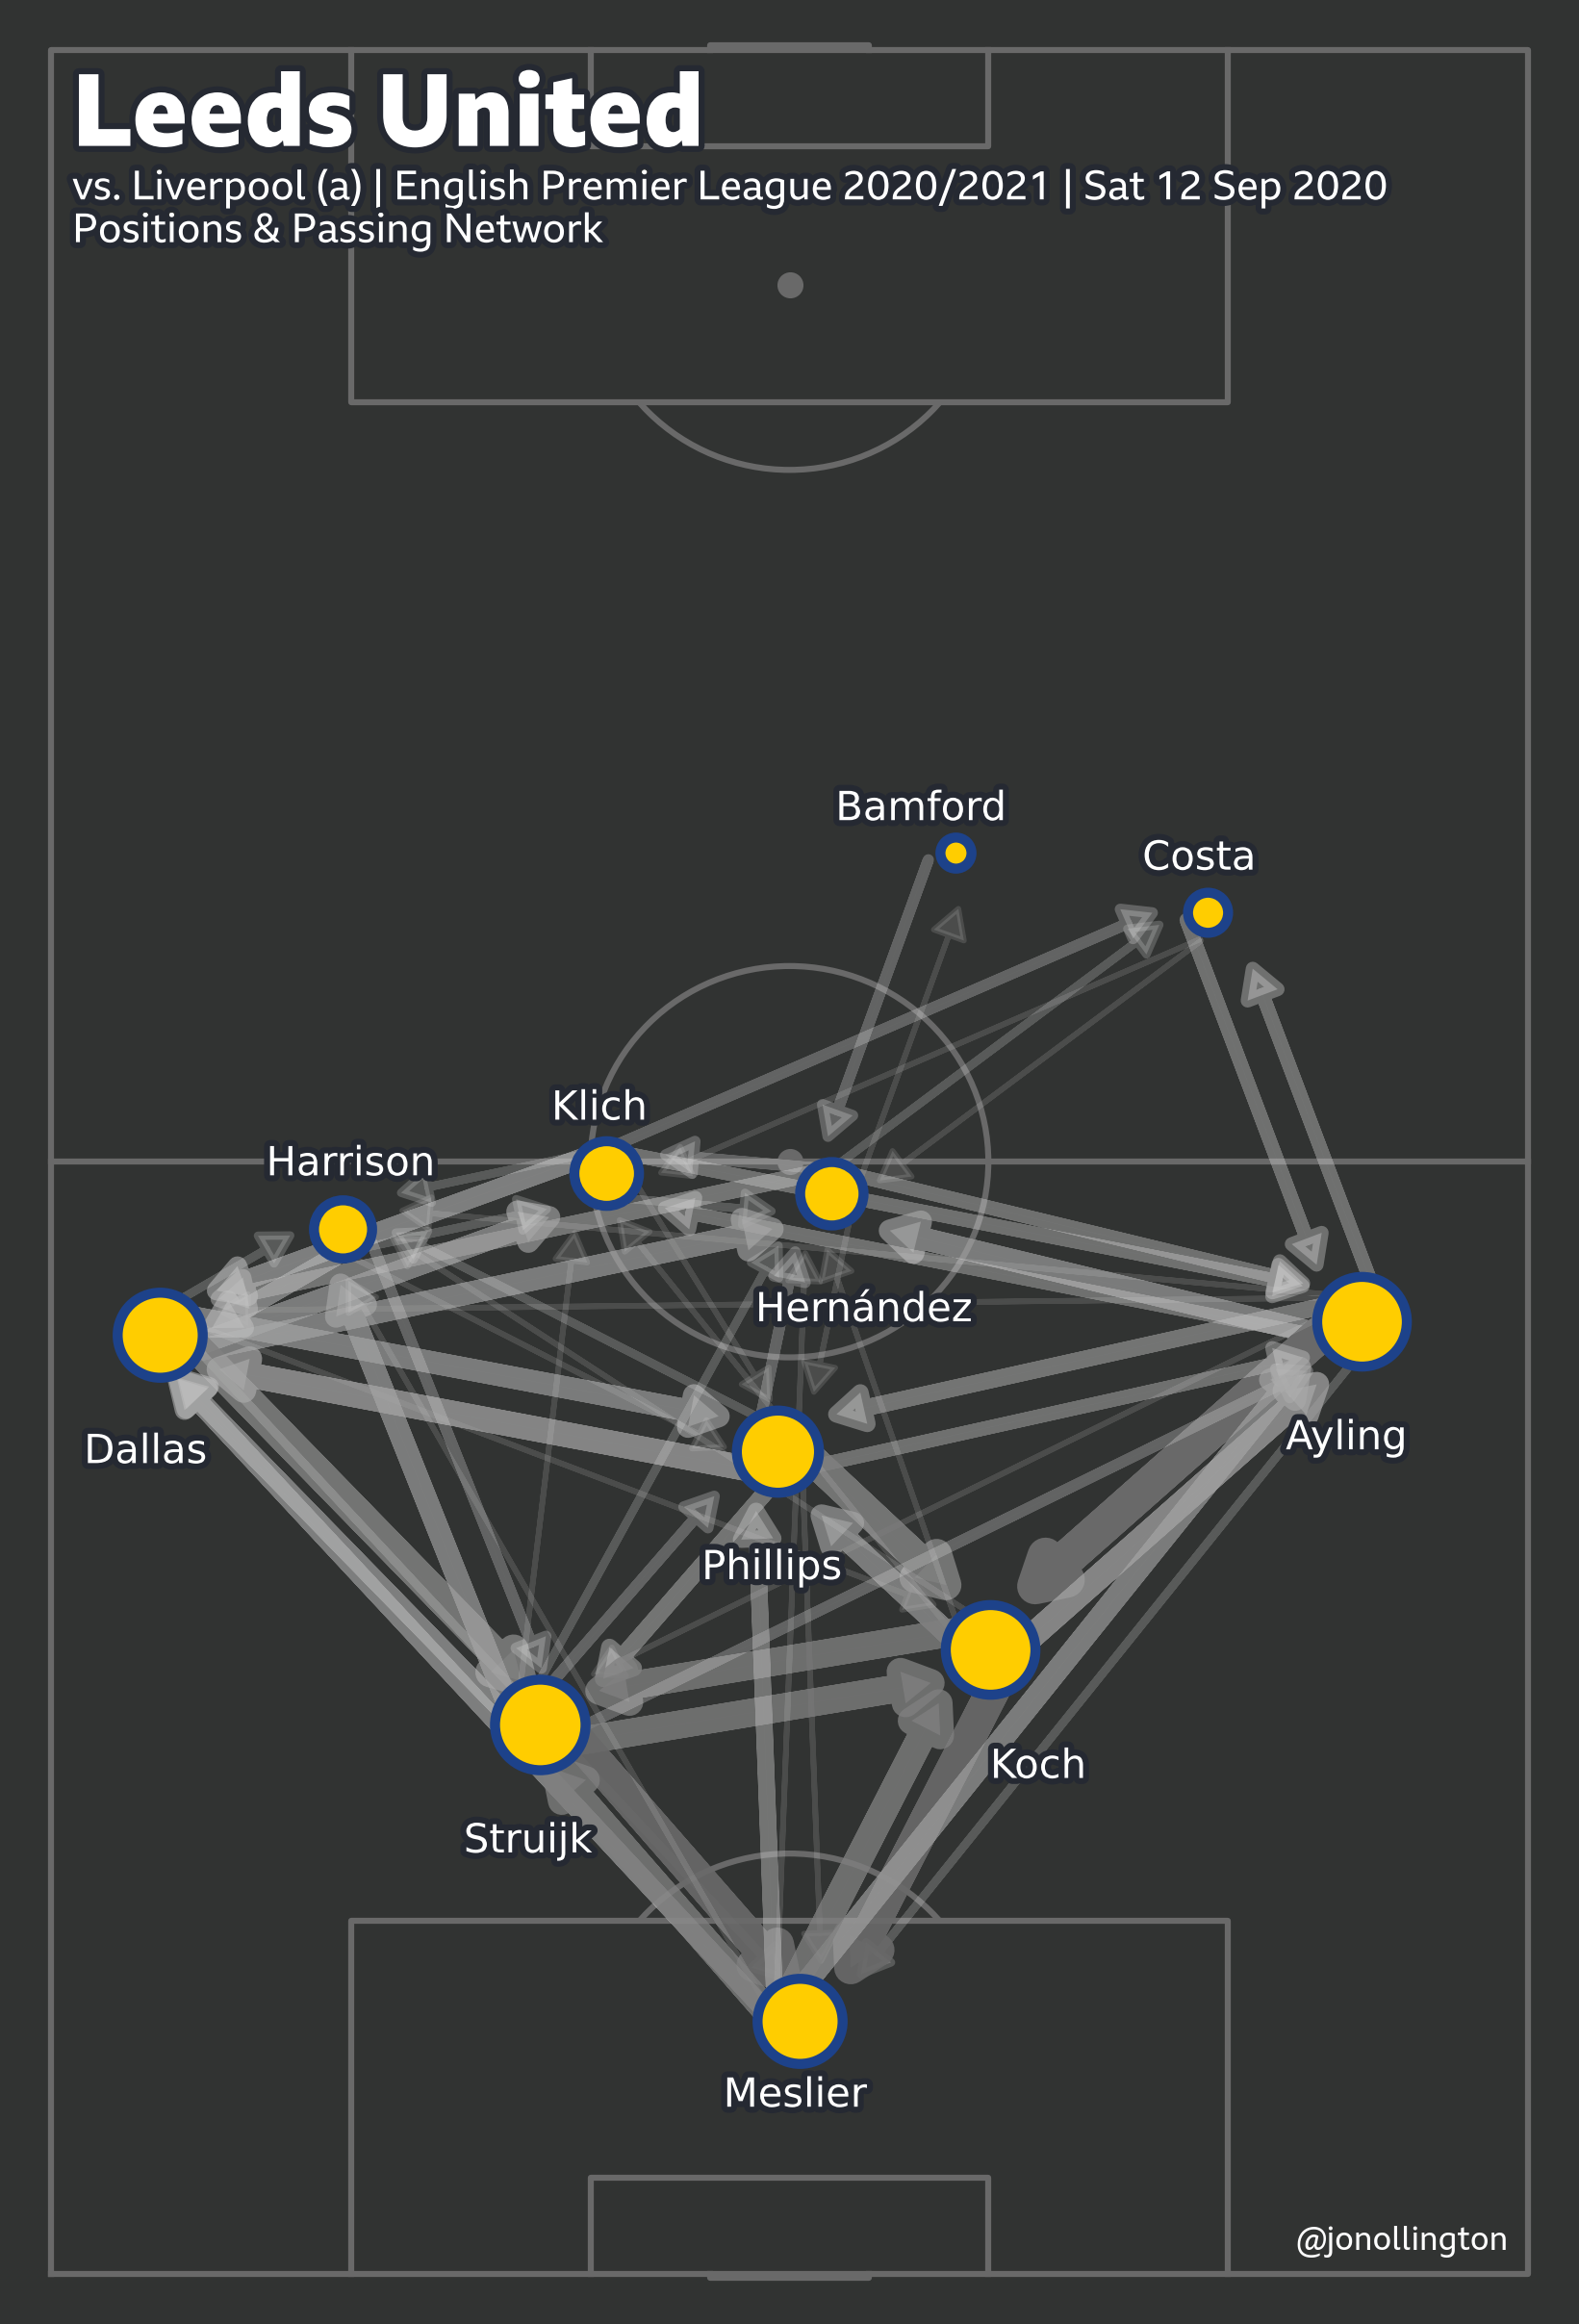 Leeds United
vs. Liverpool (a) | English Premier League 2020/2021 | Sat 12 Sep 2020
Positions & Passing Network
Bamford
Costa
Klich
Harrison
Hernández
Dallas
Ayling
Phillips
Koch
Struijk
Meslier
@jonollington